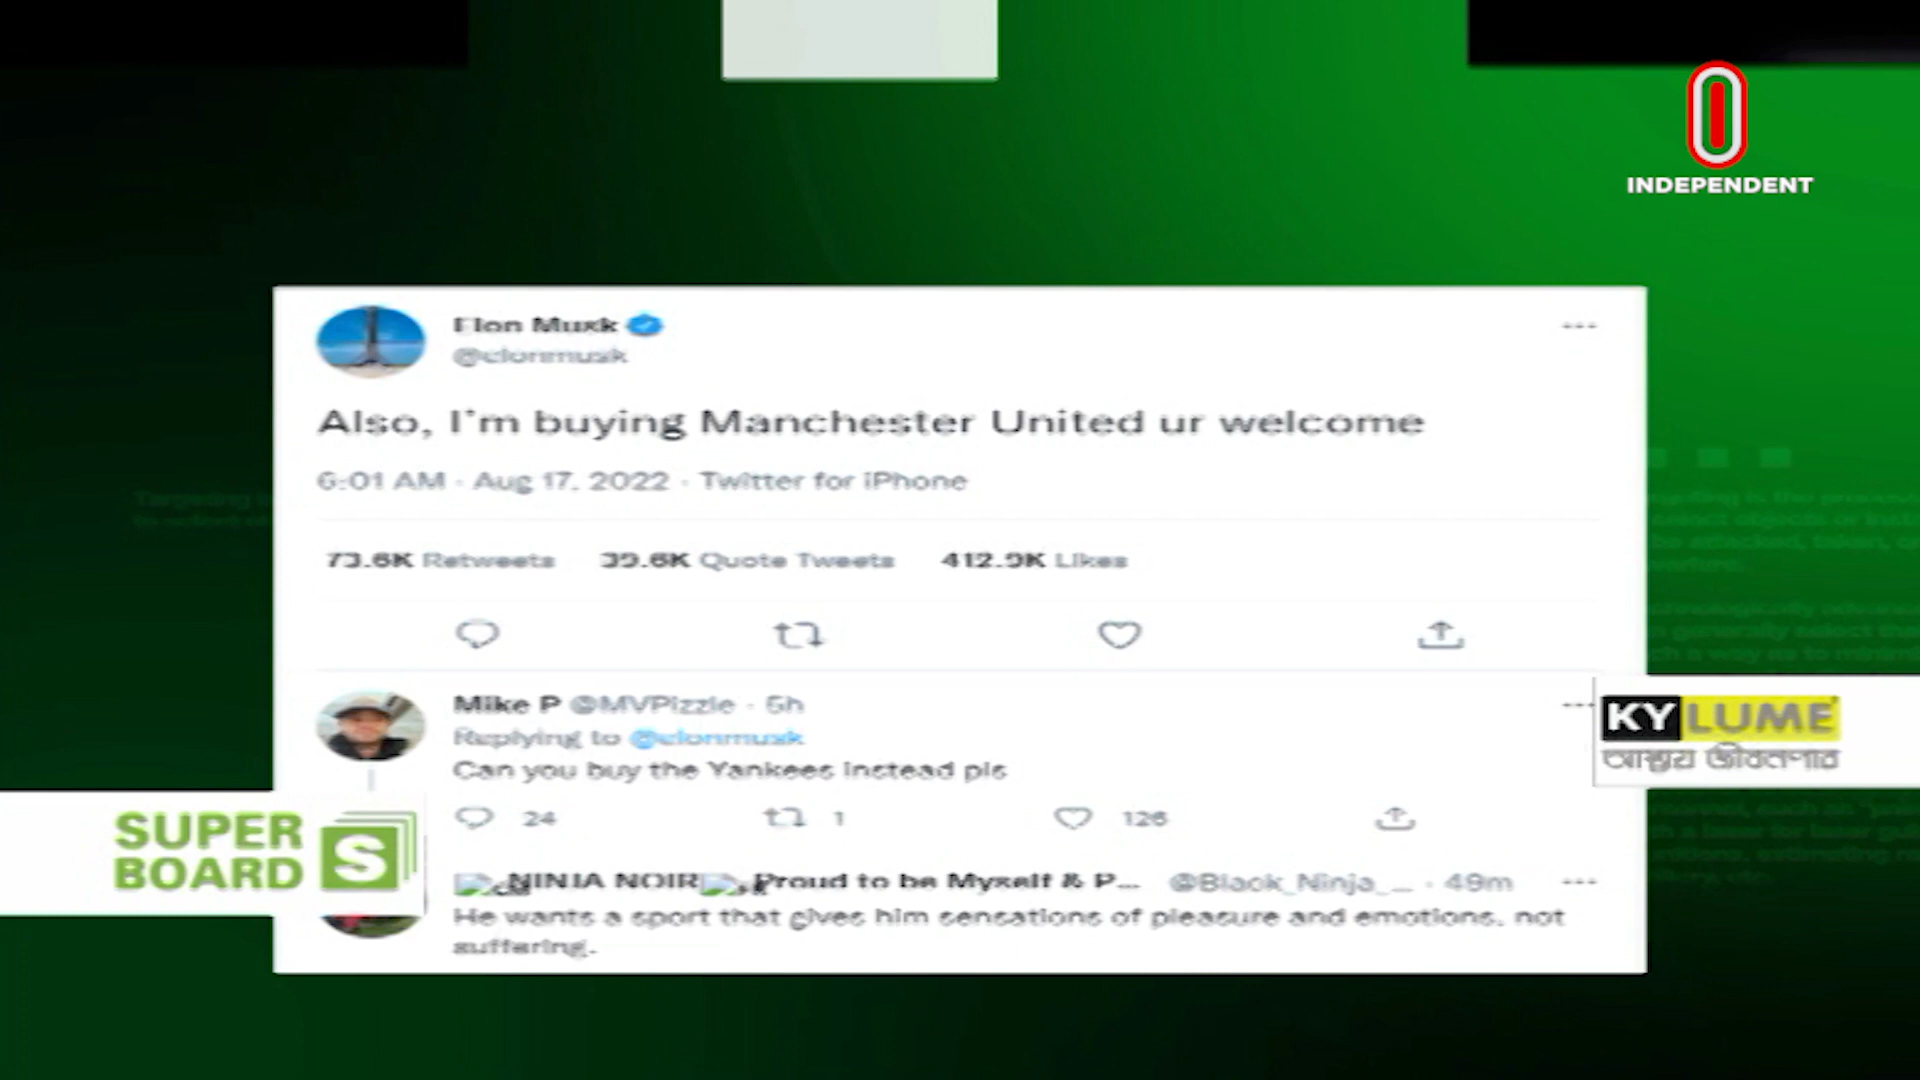 INDEPENDENT
Elon Musk
@elonmusk
Also, I'm buying Manchester United ur welcome
6:01 AM · Aug 17, 2022 · Twitter for iPhone
73.6K Retweets 39.6K Quote Tweets 412.9K Likes
Mike P @MVPizzle · 5h
Replying to @elonmusk
Can you buy the Yankees instead pls
24 1 126
KY LUME
SUPER
BOARD S
NINJA NOIR Proud to be Myself & P... @Black_Ninja_... · 49m
He wants a sport that gives him sensations of pleasure and emotions, not
suffering.